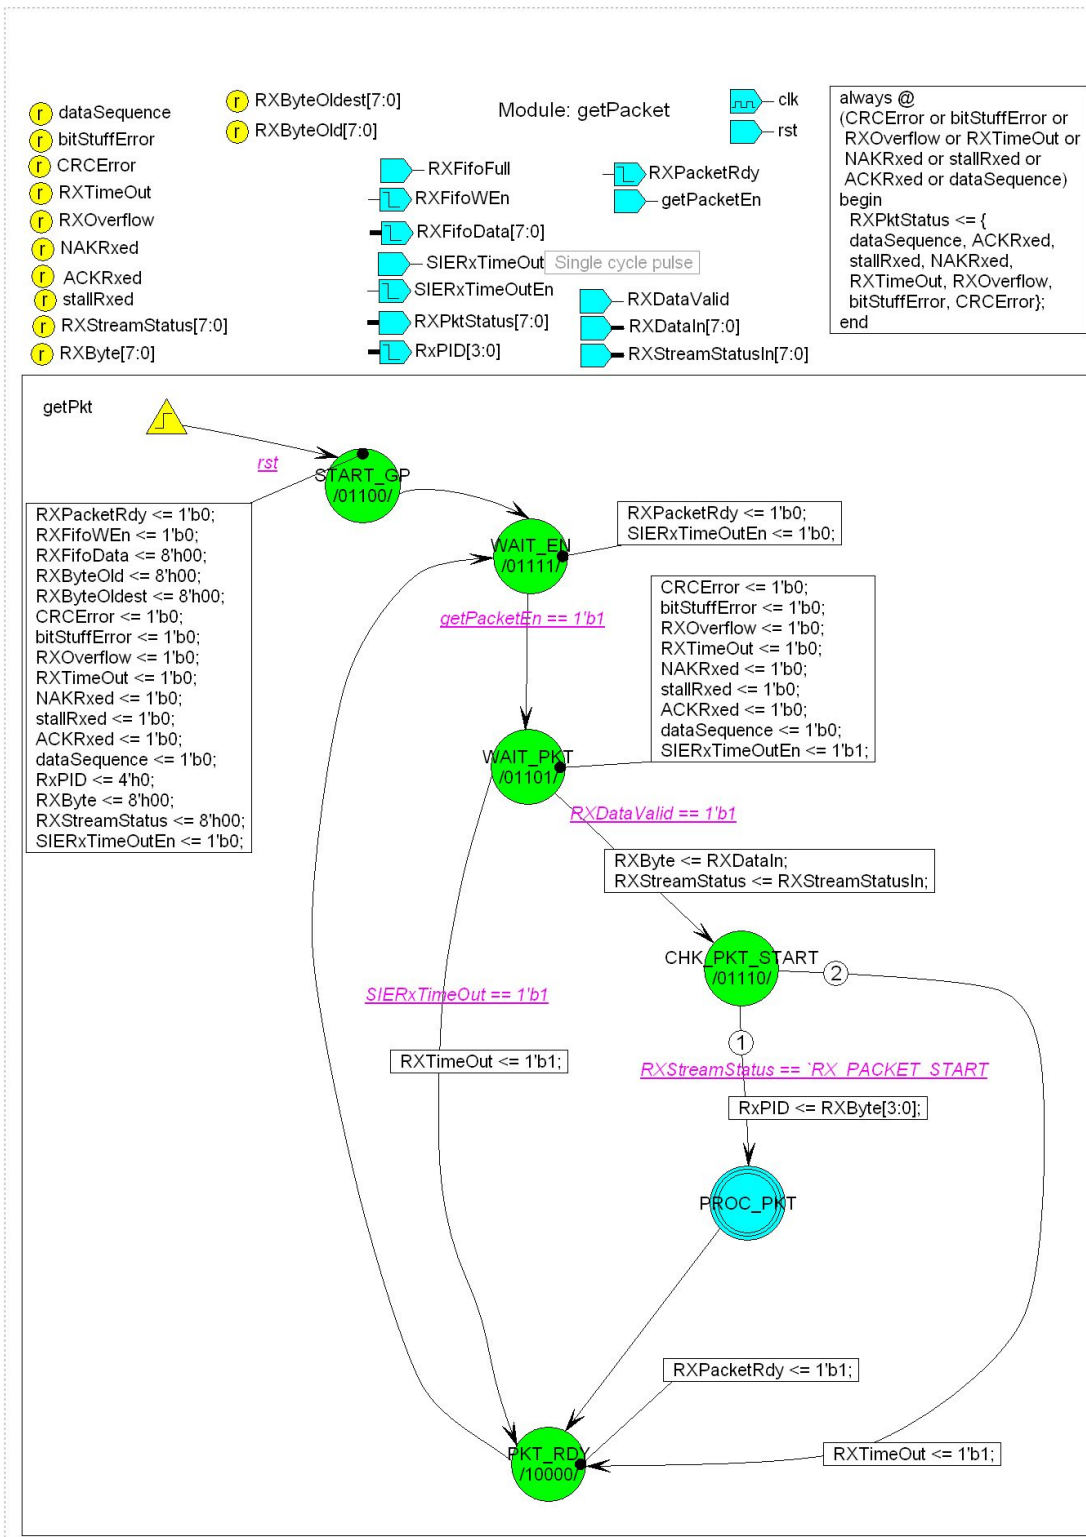 Module: getPacket
r dataSequence
r bitStuffError
r CRCError
r RXTimeOut
r RXOverflow
r NAKRxed
r ACKRxed
r stallRxed
r RXStreamStatus[7:0]
r RXByte[7:0]
r RXByteOldest[7:0]
r RXByteOld[7:0]
RXFifoFull
RXFifoWEn
RXFifoData[7:0]
SIERxTimeOut Single cycle pulse
SIERxTimeOutEn
RXPktStatus[7:0]
RxPID[3:0]
clk
rst
RXPacketRdy
getPacketEn
RXDataValid
RXDataIn[7:0]
RXStreamStatusIn[7:0]
always @
(CRCError or bitStuffError or
RXOverflow or RXTimeOut or
NAKRxed or stallRxed or
ACKRxed or dataSequence)
begin
RXPktStatus <= {
dataSequence, ACKRxed,
stallRxed, NAKRxed,
RXTimeOut, RXOverflow,
bitStuffError, CRCError};
end
getPkt
rst
START_GP
/01100/
RXPacketRdy <= 1'b0;
RXFifoWEn <= 1'b0;
RXFifoData <= 8'h00;
RXByteOld <= 8'h00;
RXByteOldest <= 8'h00;
CRCError <= 1'b0;
bitStuffError <= 1'b0;
RXOverflow <= 1'b0;
RXTimeOut <= 1'b0;
NAKRxed <= 1'b0;
stallRxed <= 1'b0;
ACKRxed <= 1'b0;
dataSequence <= 1'b0;
RxPID <= 4'h0;
RXByte <= 8'h00;
RXStreamStatus <= 8'h00;
SIERxTimeOutEn <= 1'b0;
WAIT_EN
/01111/
RXPacketRdy <= 1'b0;
SIERxTimeOutEn <= 1'b0;
getPacketEn == 1'b1
CRCError <= 1'b0;
bitStuffError <= 1'b0;
RXOverflow <= 1'b0;
RXTimeOut <= 1'b0;
NAKRxed <= 1'b0;
stallRxed <= 1'b0;
ACKRxed <= 1'b0;
dataSequence <= 1'b0;
SIERxTimeOutEn <= 1'b1;
WAIT_PKT
/01101/
RXDataValid == 1'b1
RXByte <= RXDataIn;
RXStreamStatus <= RXStreamStatusIn;
CHK_PKT_START
/01110/
2
SIERxTimeOut == 1'b1
1
RXTimeOut <= 1'b1;
RXStreamStatus == `RX_PACKET_START
RxPID <= RXByte[3:0];
PROC_PKT
RXPacketRdy <= 1'b1;
PKT_RDY
/10000/
RXTimeOut <= 1'b1;